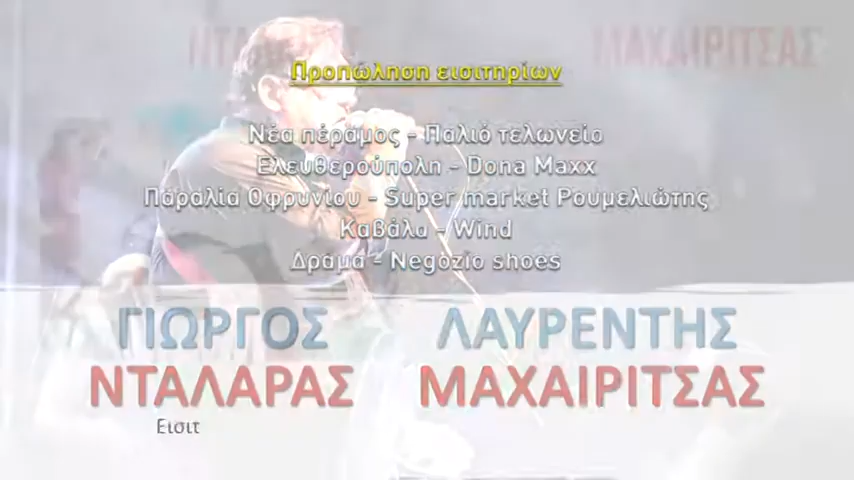 ΝΤΑΛΑΡΑΣ ΜΑΧΑΙΡΙΤΣΑΣ
Προπώληση εισιτηρίων
Νέα πέραμος - Παλιό τελωνείο
Ελευθερούπολη - Dona Maxx
Παραλία Οφρυνίου - Super market Ρουμελιώτης
Καβάλα - Wind
Δράμα - Negozio shoes
ΓΙΩΡΓΟΣ ΛΑΥΡΕΝΤΗΣ
ΝΤΑΛΑΡΑΣ ΜΑΧΑΙΡΙΤΣΑΣ
Εισιτ